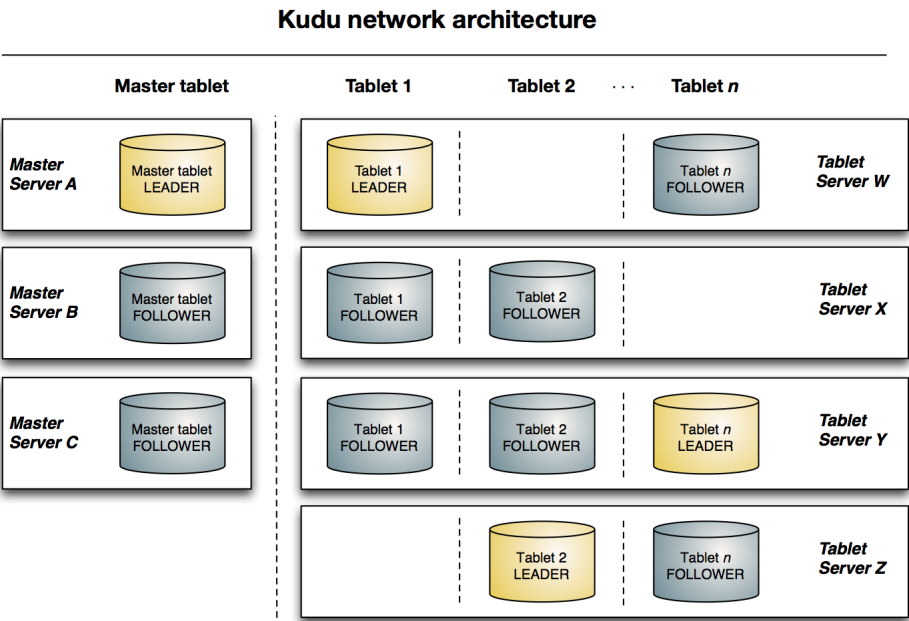 Kudu network architecture
Master tablet Tablet 1 Tablet 2 ··· Tablet n
Master
Server A
Master tablet
LEADER
Tablet 1
LEADER
Tablet n
FOLLOWER
Tablet
Server W
Master
Server B
Master tablet
FOLLOWER
Tablet 1
FOLLOWER
Tablet 2
FOLLOWER
Tablet
Server X
Master
Server C
Master tablet
FOLLOWER
Tablet 1
FOLLOWER
Tablet 2
FOLLOWER
Tablet n
LEADER
Tablet
Server Y
Tablet 2
LEADER
Tablet n
FOLLOWER
Tablet
Server Z